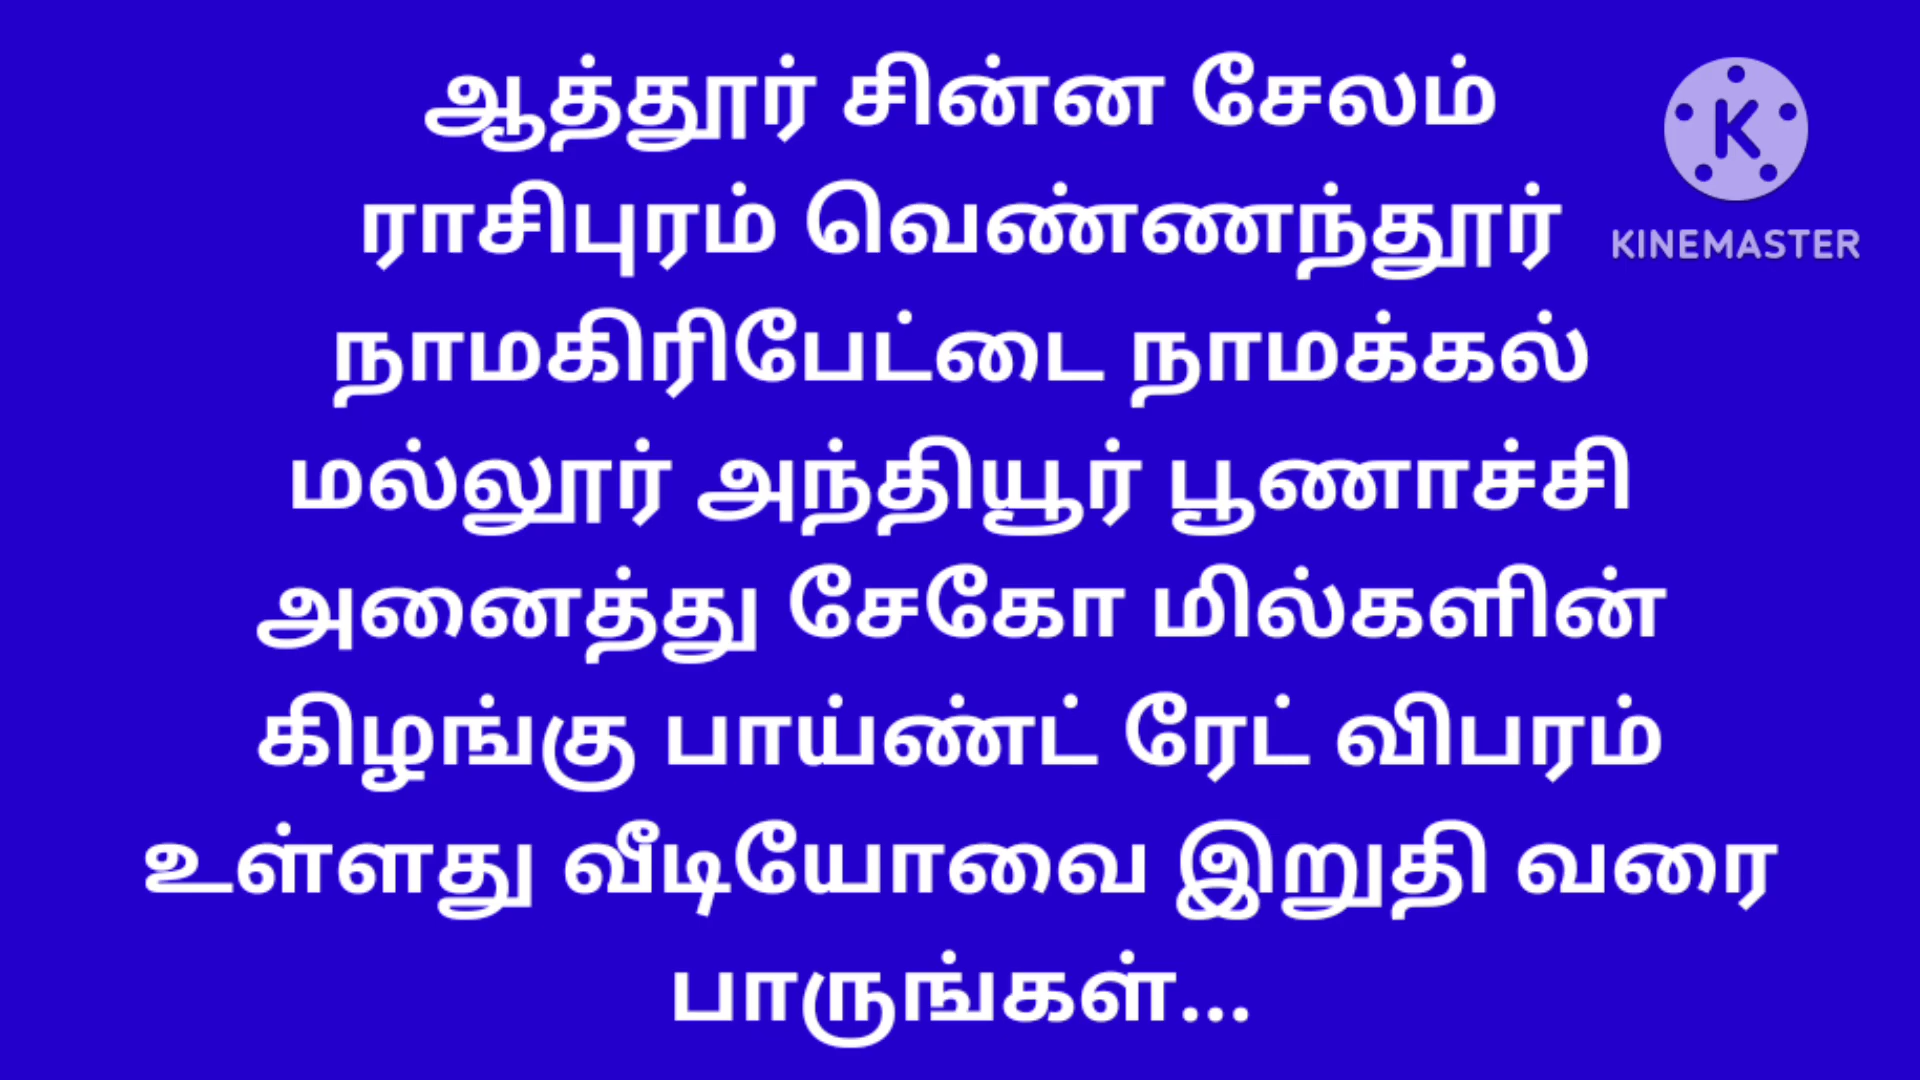 ஆத்தூர் சின்ன சேலம்
ராசிபுரம் வெண்ணந்தூர்
KINEMASTER
நாமகிரிபேட்டை நாமக்கல்
மல்லூர் அந்தியூர் பூணாச்சி
அனைத்து சேகோ மில்களின்
கிழங்கு பாய்ண்ட் ரேட் விபரம்
உள்ளது வீடியோவை இறுதி வரை
பாருங்கள்...